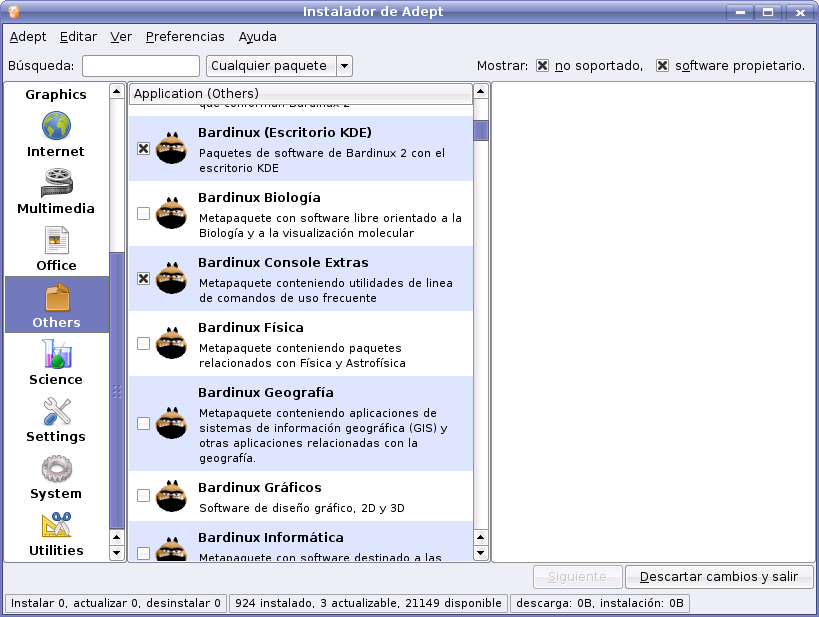 Instalador de Adept
Adept Editar Ver Preferencias Ayuda
Búsqueda: Cualquier paquete Mostrar: no soportado, software propietario.
Graphics
Internet
Multimedia
Office
Others
Science
Settings
System
Utilities
Application (Others)
que conforman Bardinux 2
Bardinux (Escritorio KDE)
Paquetes de software de Bardinux 2 con el
escritorio KDE
Bardinux Biología
Metapaquete con software libre orientado a la
Biología y a la visualización molecular
Bardinux Console Extras
Metapaquete conteniendo utilidades de linea
de comandos de uso frecuente
Bardinux Física
Metapaquete conteniendo paquetes
relacionados con Física y Astrofísica
Bardinux Geografía
Metapaquete conteniendo aplicaciones de
sistemas de información geográfica (GIS) y
otras aplicaciones relacionadas con la
geografía.
Bardinux Gráficos
Software de diseño gráfico, 2D y 3D
Bardinux Informática
Metapaquete con software destinado a las
Siguiente Descartar cambios y salir
Instalar 0, actualizar 0, desinstalar 0 924 instalado, 3 actualizable, 21149 disponible descarga: 0B, instalación: 0B